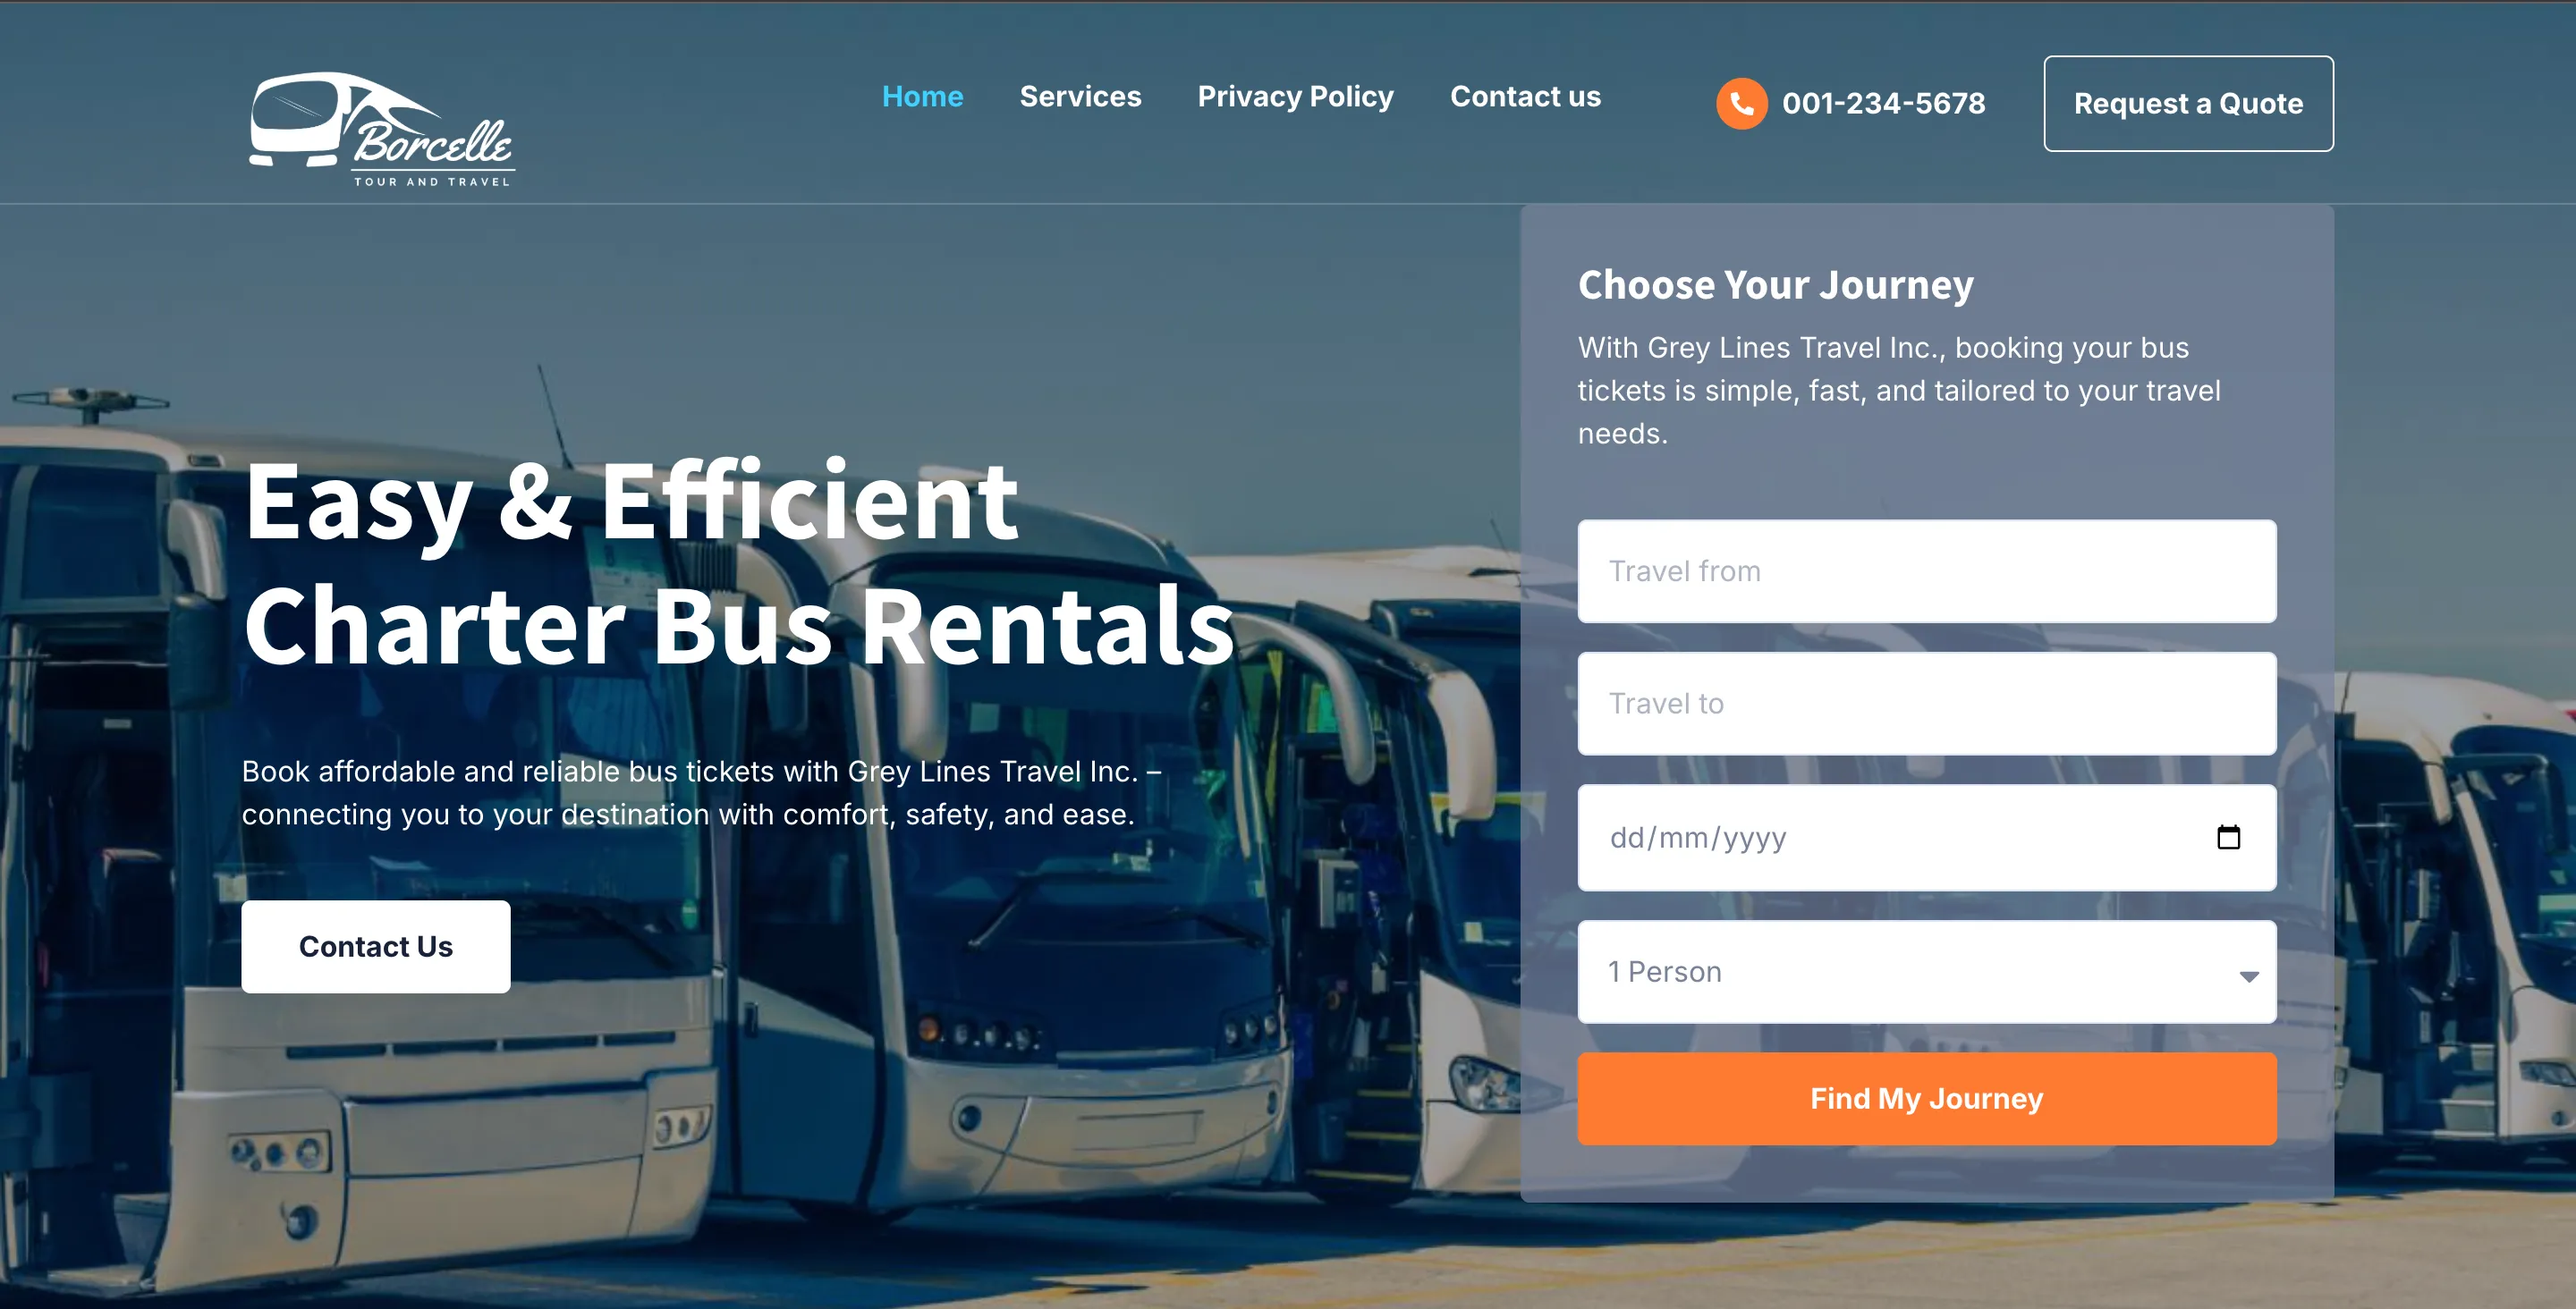 Borcelle
TOUR AND TRAVEL
Home
Services
Privacy Policy
Contact us
001-234-5678
Request a Quote
Easy & Efficient
Charter Bus Rentals
Book affordable and reliable bus tickets with Grey Lines Travel Inc. –
connecting you to your destination with comfort, safety, and ease.
Contact Us
Choose Your Journey
With Grey Lines Travel Inc., booking your bus
tickets is simple, fast, and tailored to your travel
needs.
Travel from
Travel to
dd/mm/yyyy
1 Person
Find My Journey